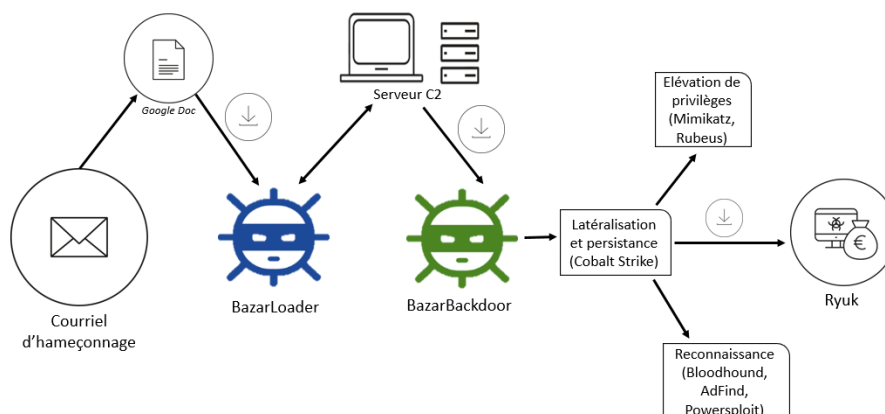 Google Doc
Serveur C2
Elévation de
privilèges
(Mimikatz,
Rubeus)
Courriel
d'hameçonnage
BazarLoader
BazarBackdoor
Latéralisation
et persistance
(Cobalt Strike)
€
Ryuk
Reconnaissance
(Bloodhound,
AdFind,
Powersploit)